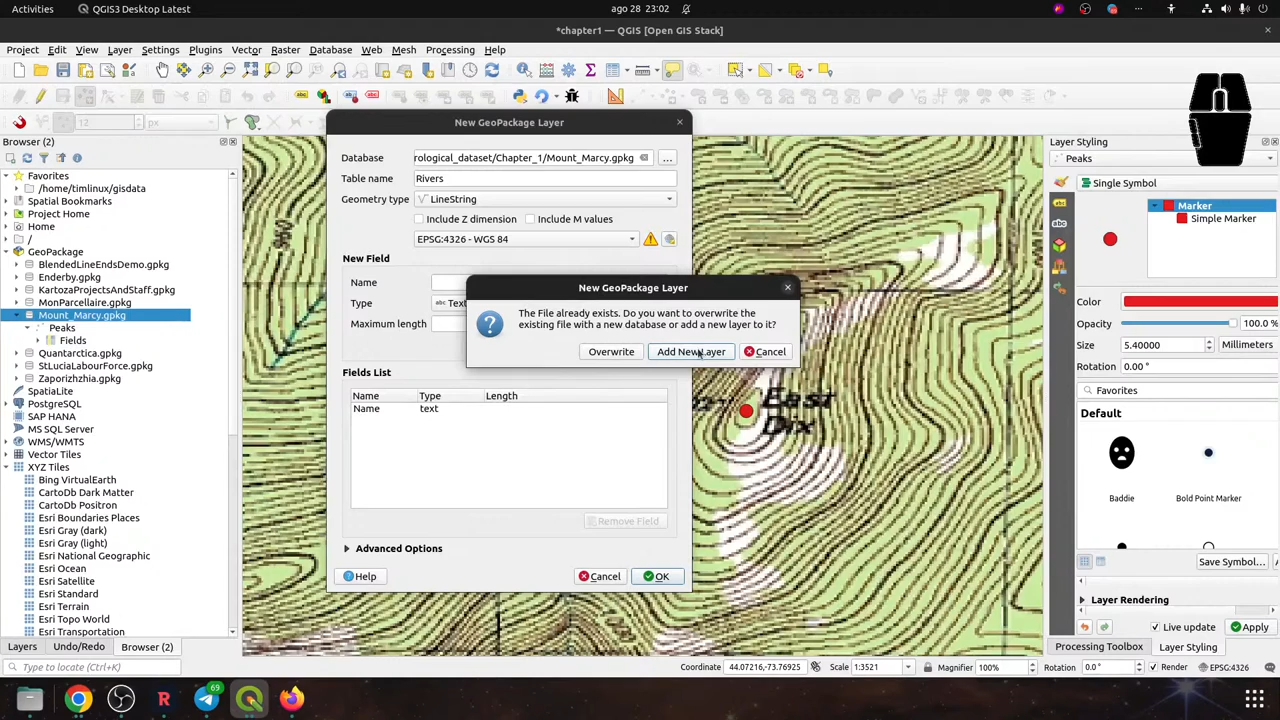 Activities
QGIS3 Desktop Latest
ago 28 23:02
*chapter1 — QGIS [Open GIS Stack]
Project Edit View Layer Settings Plugins Vector Raster Database Web Mesh Processing Help
12 px
Browser (2)
Favorites
/home/timlinux/gisdata
Spatial Bookmarks
Project Home
Home
/
GeoPackage
BlendedLineEndsDemo.gpkg
Enderby.gpkg
KartozaProjectsAndStaff.gpkg
MonParcellaire.gpkg
Mount_Marcy.gpkg
Peaks
Fields
Quantarctica.gpkg
StLuciaLabourForce.gpkg
Zaporizhzhia.gpkg
SpatiaLite
PostgreSQL
SAP HANA
MS SQL Server
WMS/WMTS
Vector Tiles
XYZ Tiles
Bing VirtualEarth
CartoDb Dark Matter
CartoDb Positron
Esri Boundaries Places
Esri Gray (dark)
Esri Gray (light)
Esri National Geographic
Esri Ocean
Esri Satellite
Esri Standard
Esri Terrain
Esri Topo World
Esri Transportation
Layers Undo/Redo Browser (2)
Type to locate (Ctrl+K)
New GeoPackage Layer
Database rological_dataset/Chapter_1/Mount_Marcy.gpkg …
Table name Rivers
Geometry type LineString
Include Z dimension Include M values
EPSG:4326 - WGS 84
New Field
Name
Type abc Text
Maximum length
Fields List
Name Type Length
Name text
Remove Field
Advanced Options
Help Cancel OK
New GeoPackage Layer
The File already exists. Do you want to overwrite the
existing file with a new database or add a new layer to it?
Overwrite Add New Layer Cancel
East
Dix
Layer Styling
Peaks
Single Symbol
Marker
Simple Marker
Color
Opacity 100.0 %
Size 5.40000 Millimeters
Rotation 0.00 °
Favorites
Default
Baddie Bold Point Marker
Save Symbol…
Layer Rendering
Live update Apply
Processing Toolbox Layer Styling
Coordinate 44.07216,-73.76925 Scale 1:3521 Magnifier 100% Rotation 0.0 ° Render EPSG:4326
69